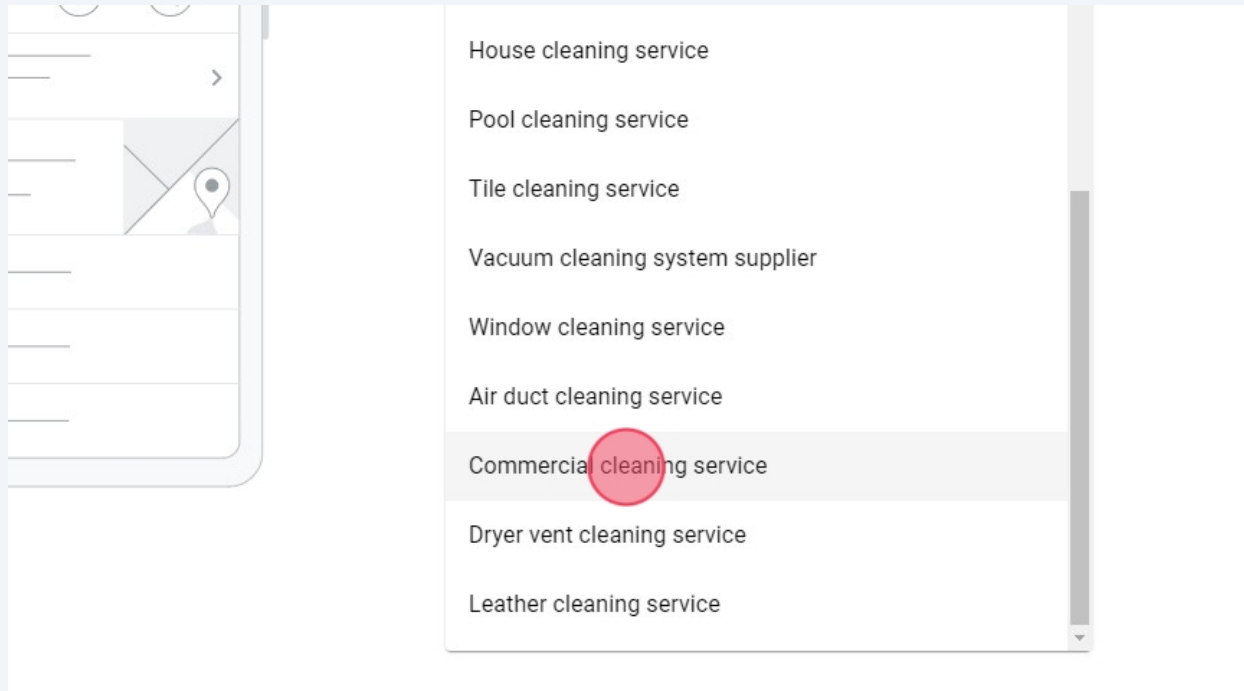 House cleaning service
Pool cleaning service
Tile cleaning service
Vacuum cleaning system supplier
Window cleaning service
Air duct cleaning service
Commercial cleaning service
Dryer vent cleaning service
Leather cleaning service